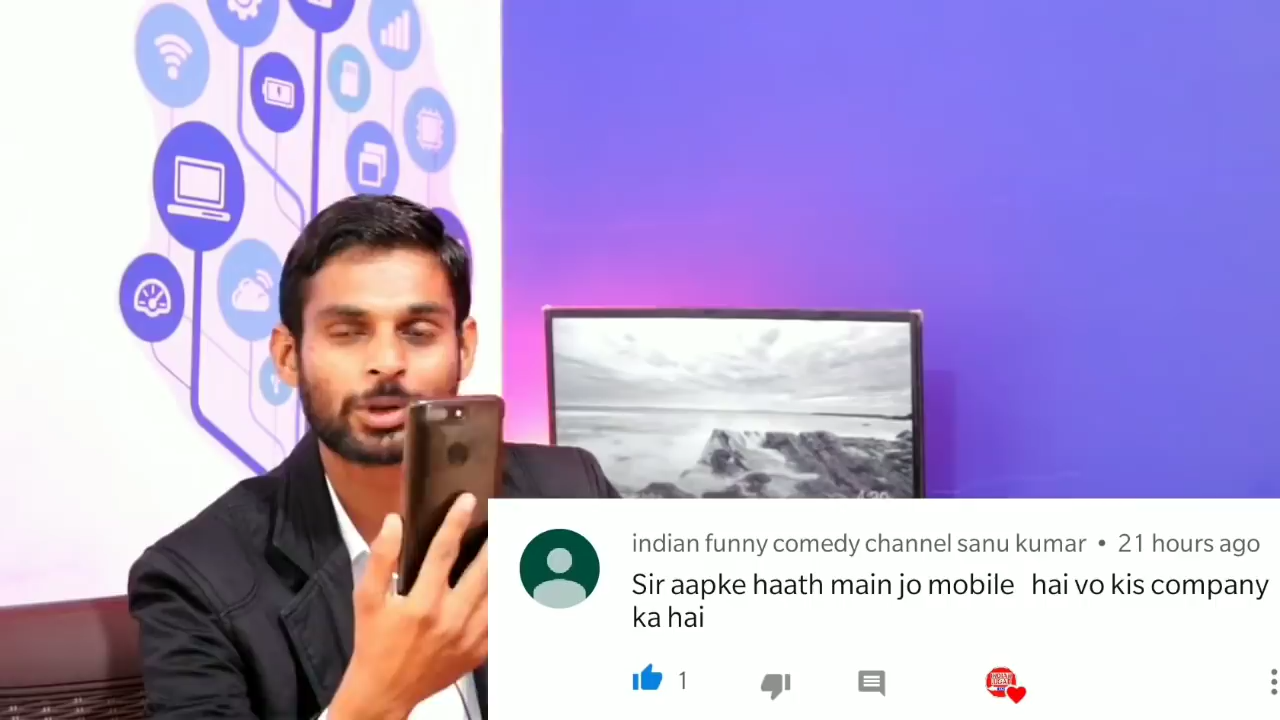 indian funny comedy channel sanu kumar • 21 hours ago
Sir aapke haath main jo mobile hai vo kis company
ka hai
1